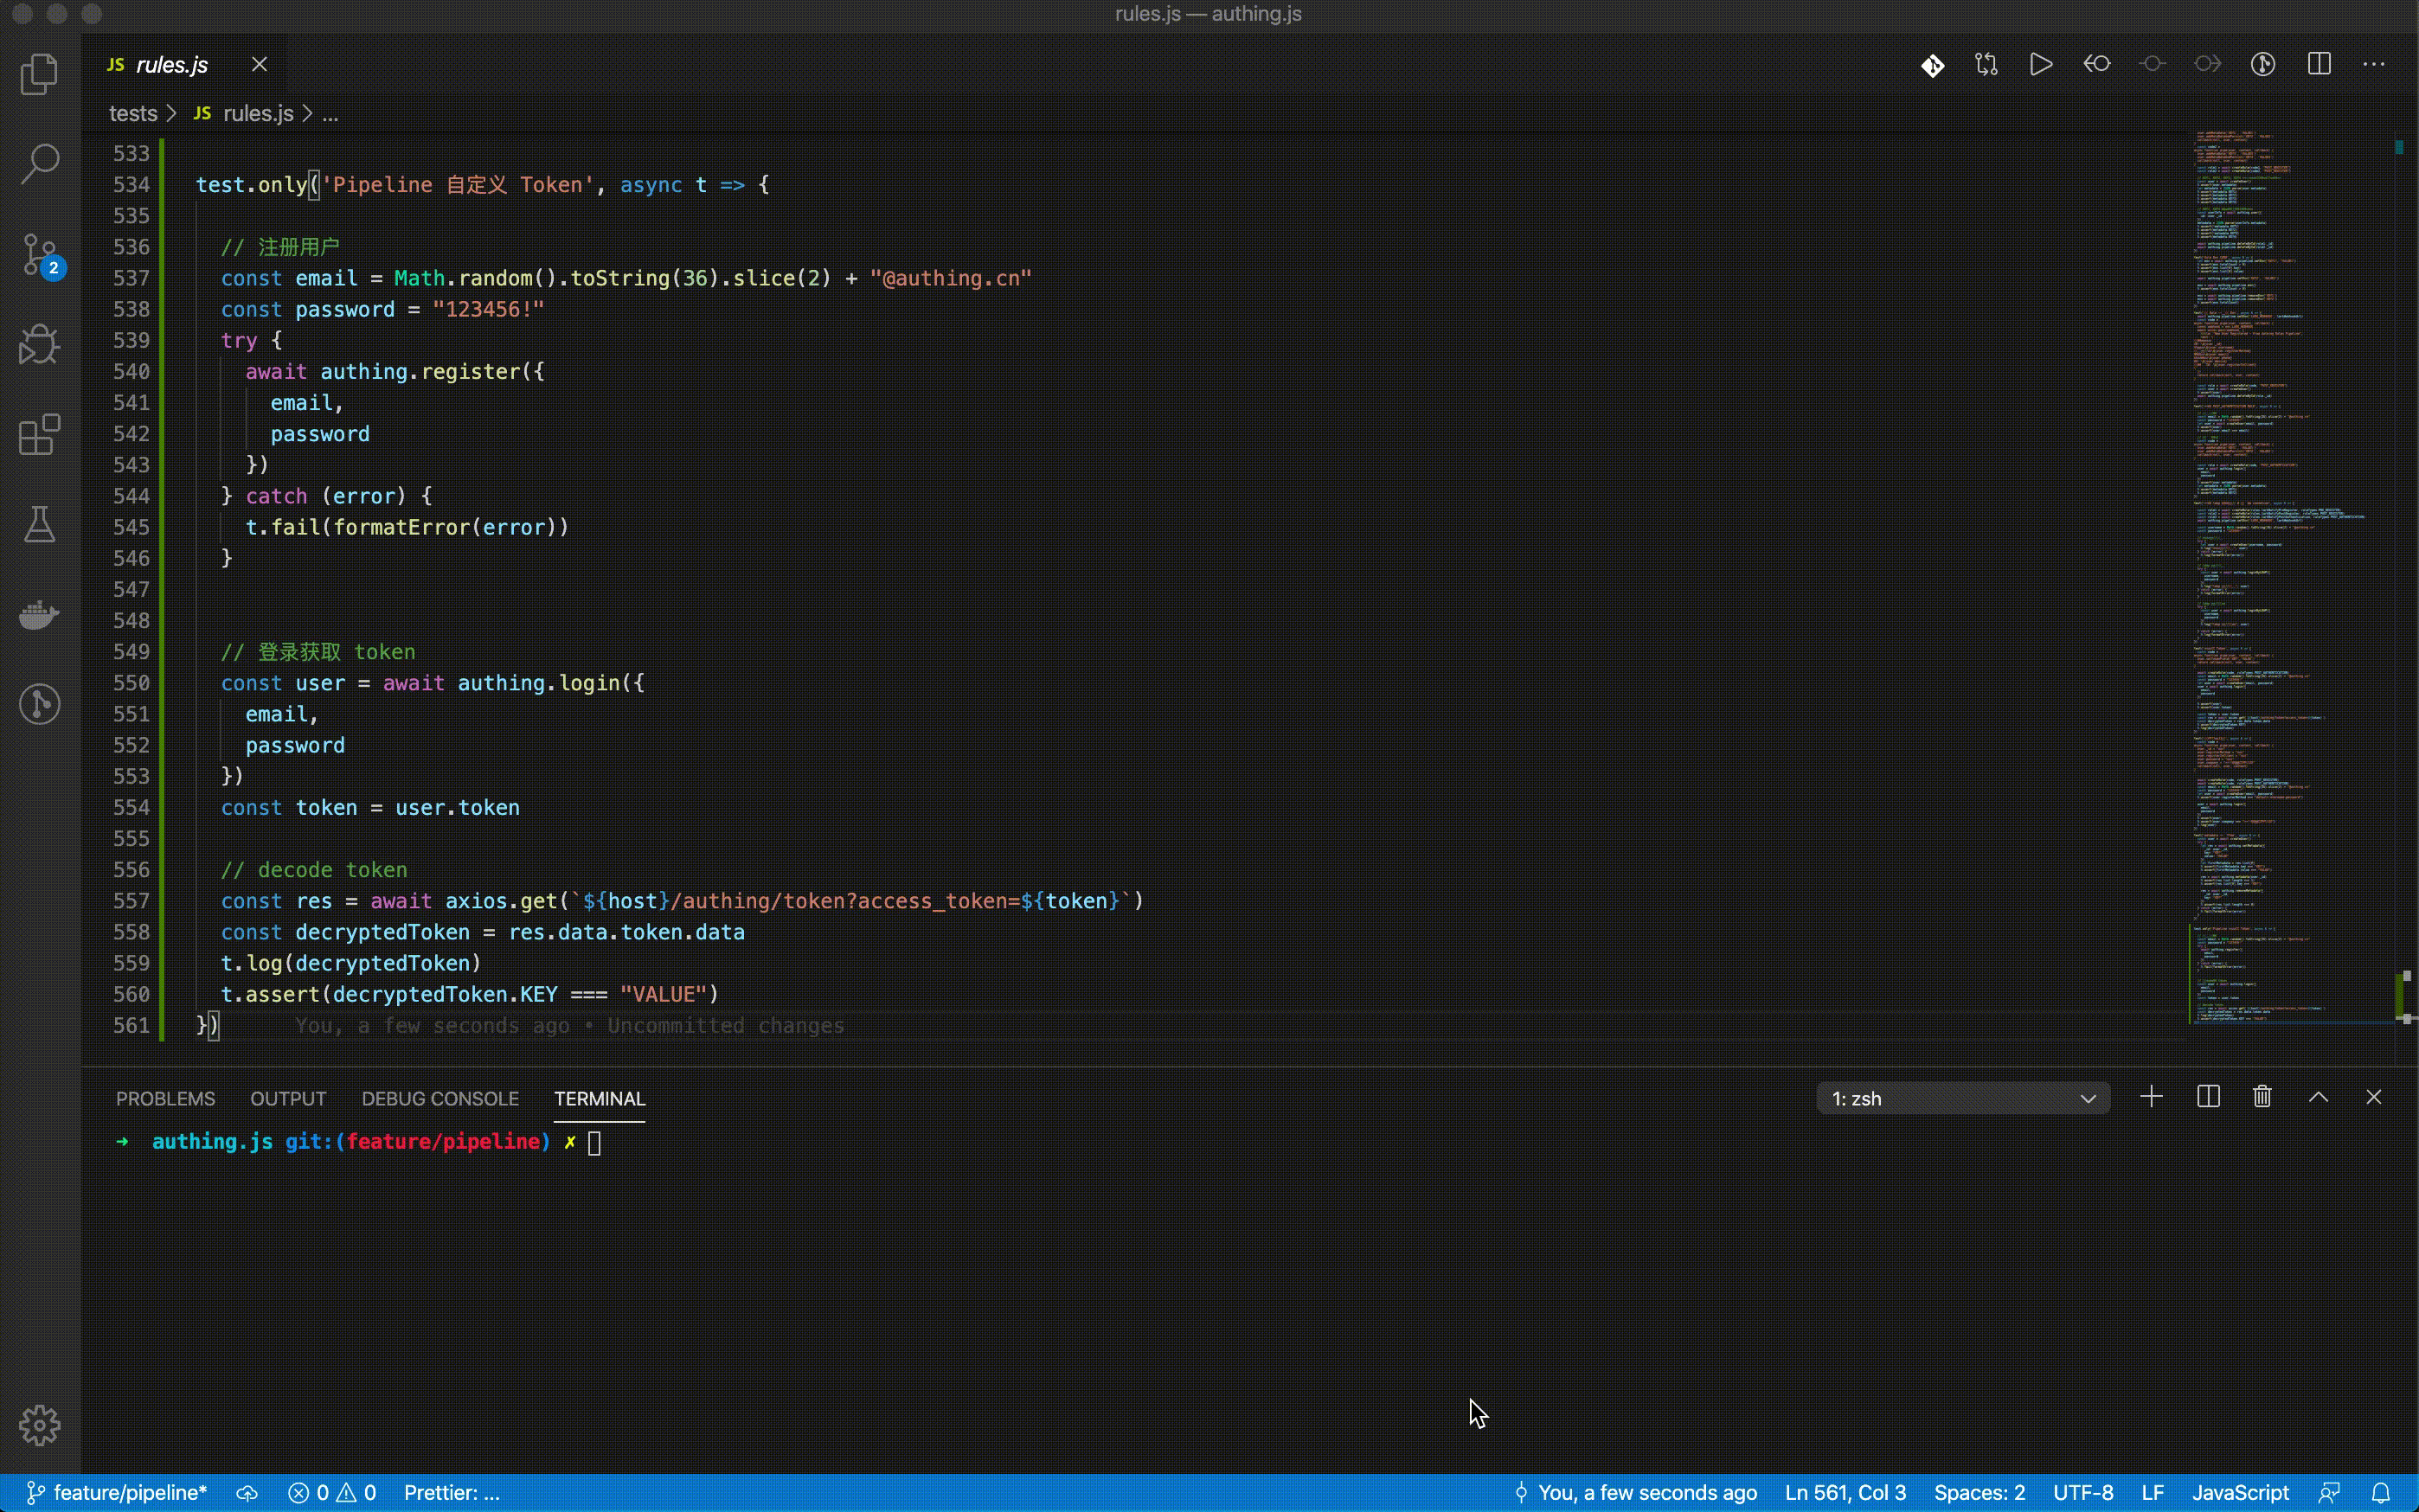 rules.js — authing.js
JS rules.js
tests > JS rules.js > ...
533
534 test.only('Pipeline 自定义 Token', async t => {
535
536 // 注册用户
537 const email = Math.random().toString(36).slice(2) + "@authing.cn"
538 const password = "123456!"
539 try {
540 await authing.register({
541 email,
542 password
543 })
544 } catch (error) {
545 t.fail(formatError(error))
546 }
547
548
549 // 登录获取 token
550 const user = await authing.login({
551 email,
552 password
553 })
554 const token = user.token
555
556 // decode token
557 const res = await axios.get(`${host}/authing/token?access_token=${token}`)
558 const decryptedToken = res.data.token.data
559 t.log(decryptedToken)
560 t.assert(decryptedToken.KEY === "VALUE")
561 }) You, a few seconds ago • Uncommitted changes
2
PROBLEMS OUTPUT DEBUG CONSOLE TERMINAL 1: zsh
➜ authing.js git:(feature/pipeline) ✗
feature/pipeline* 0 0 Prettier: ... You, a few seconds ago Ln 561, Col 3 Spaces: 2 UTF-8 LF JavaScript